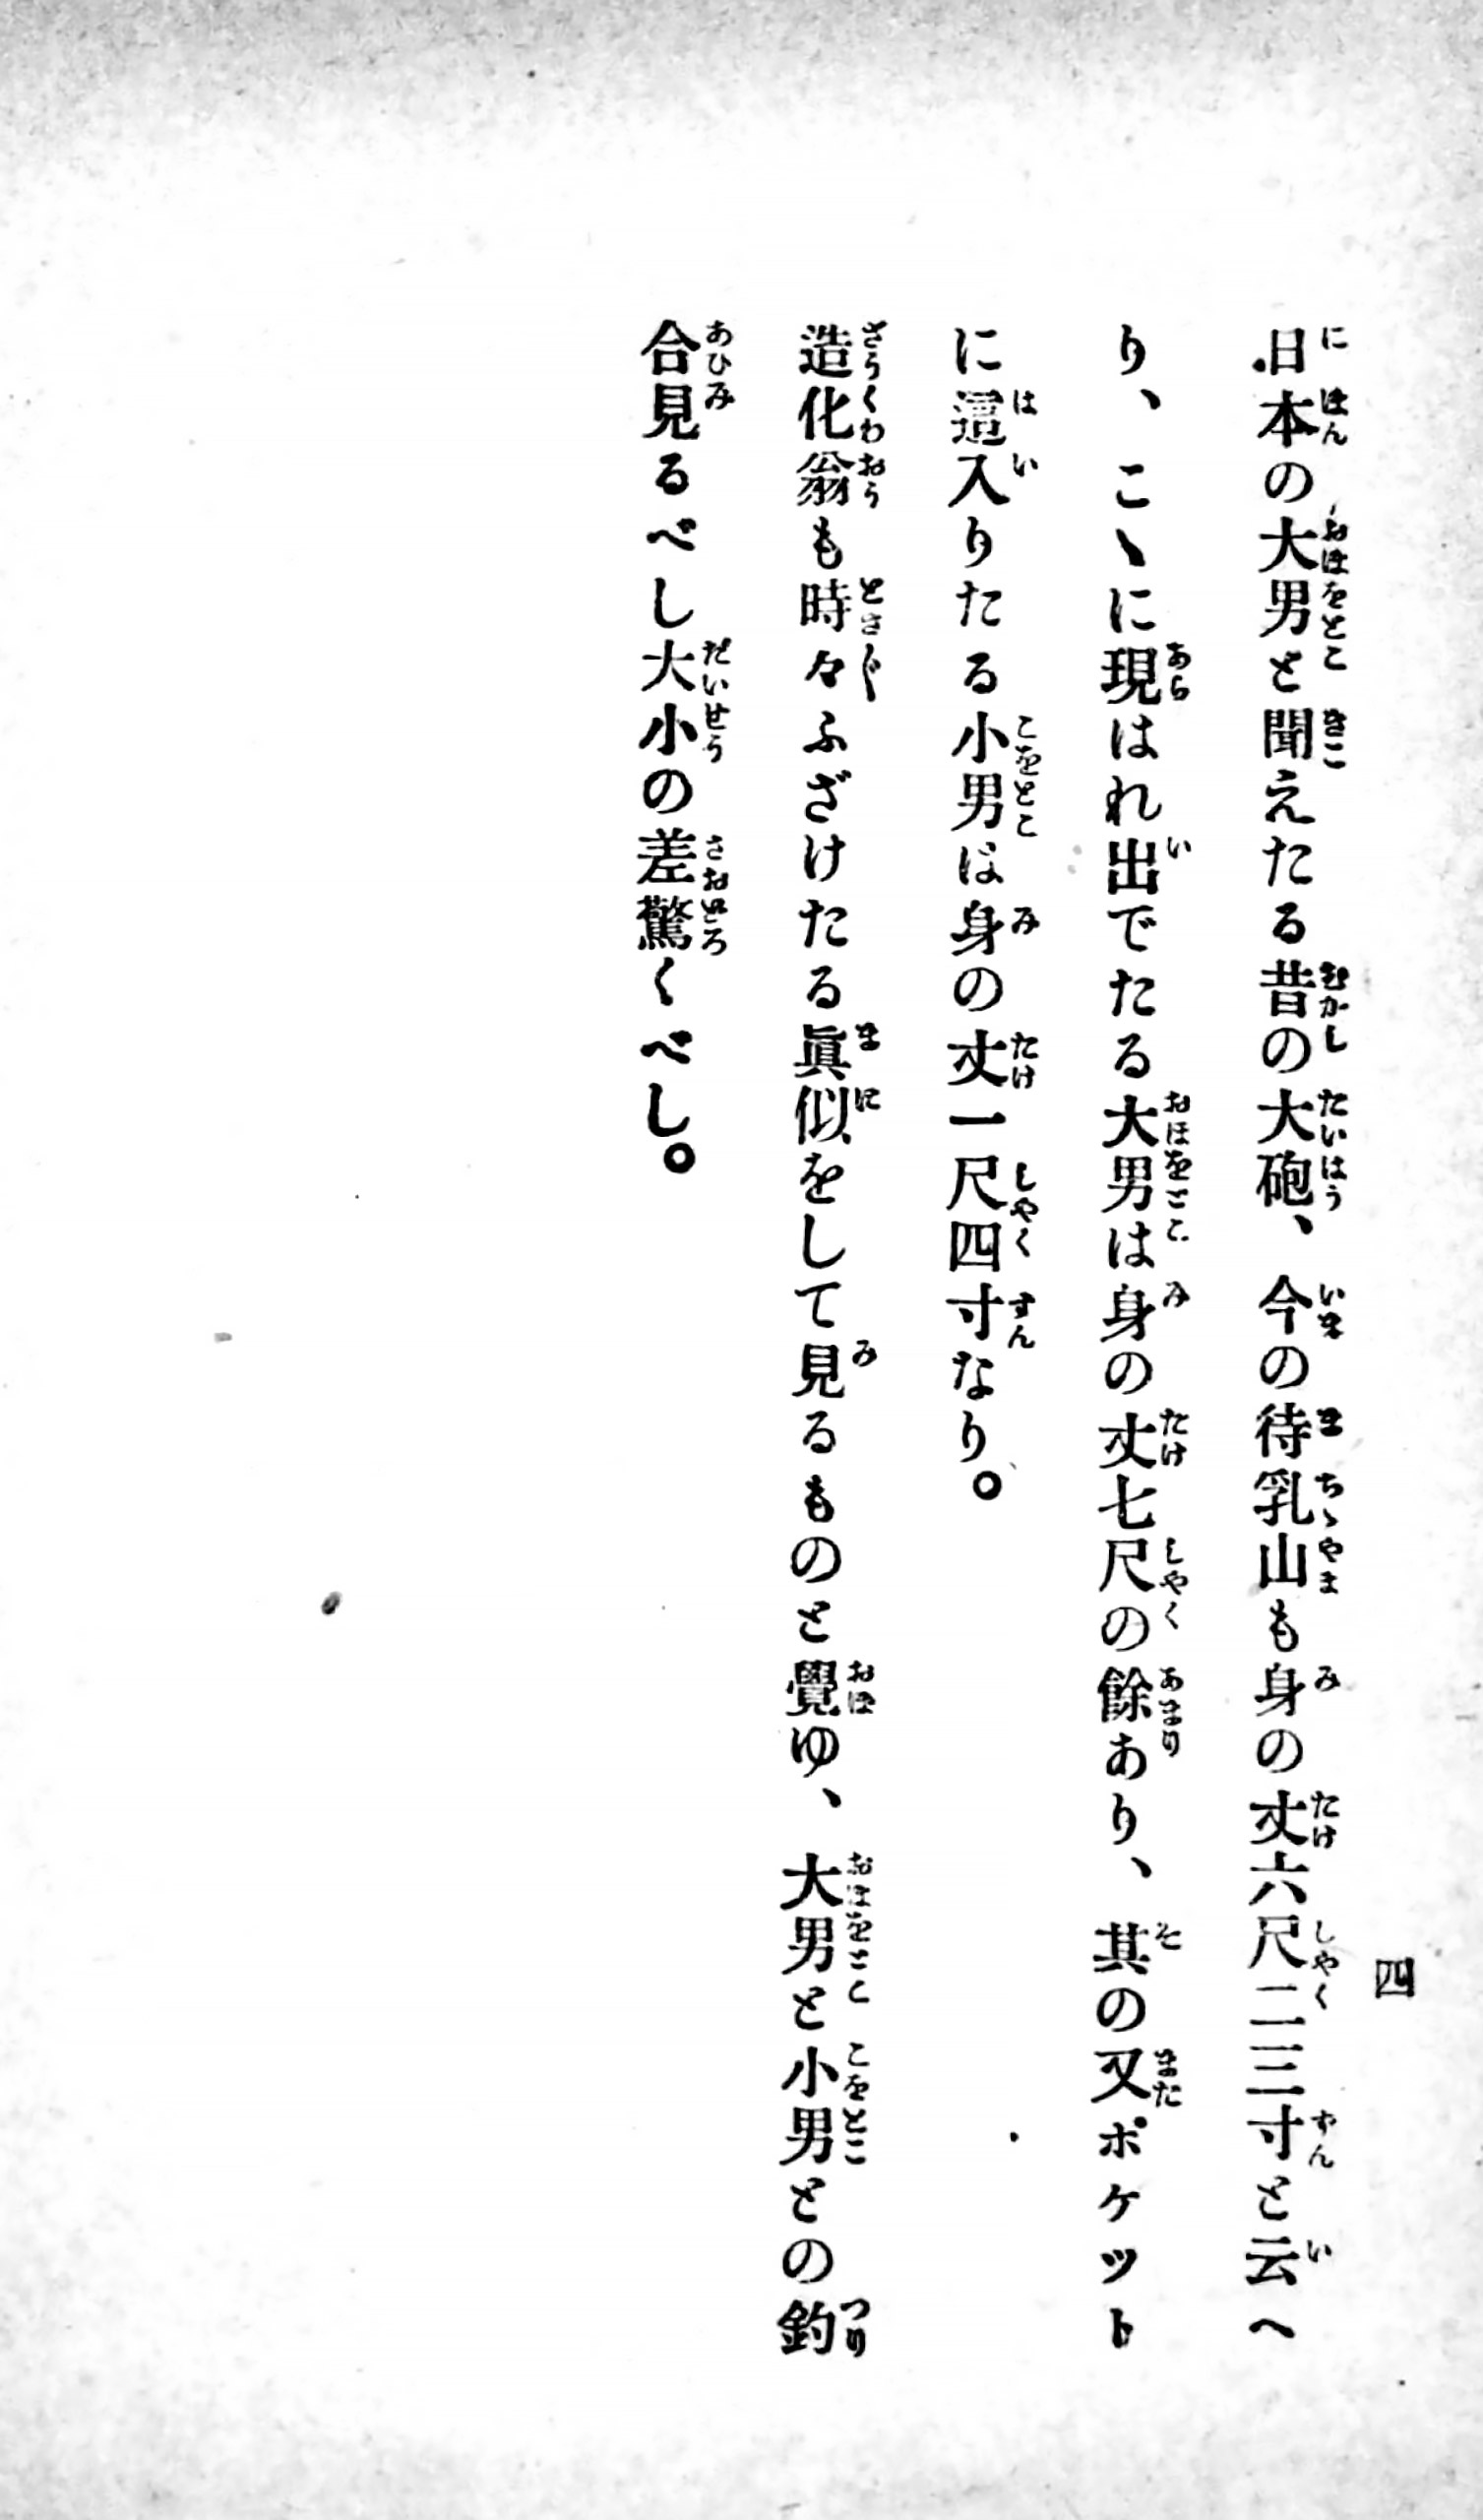 四
日本の大男と聞えたる昔の大砲、今の待乳山も身の丈六尺二三寸と云へ
り、こゝに現はれ出でたる大男は身の丈七尺の餘あり、其の又ポケット
に這入りたる小男は身の丈一尺四寸なり。
造化翁も時々ふざけたる眞似をして見るものと覺ゆ、大男と小男との釣
合見るべし大小の差驚くべし。